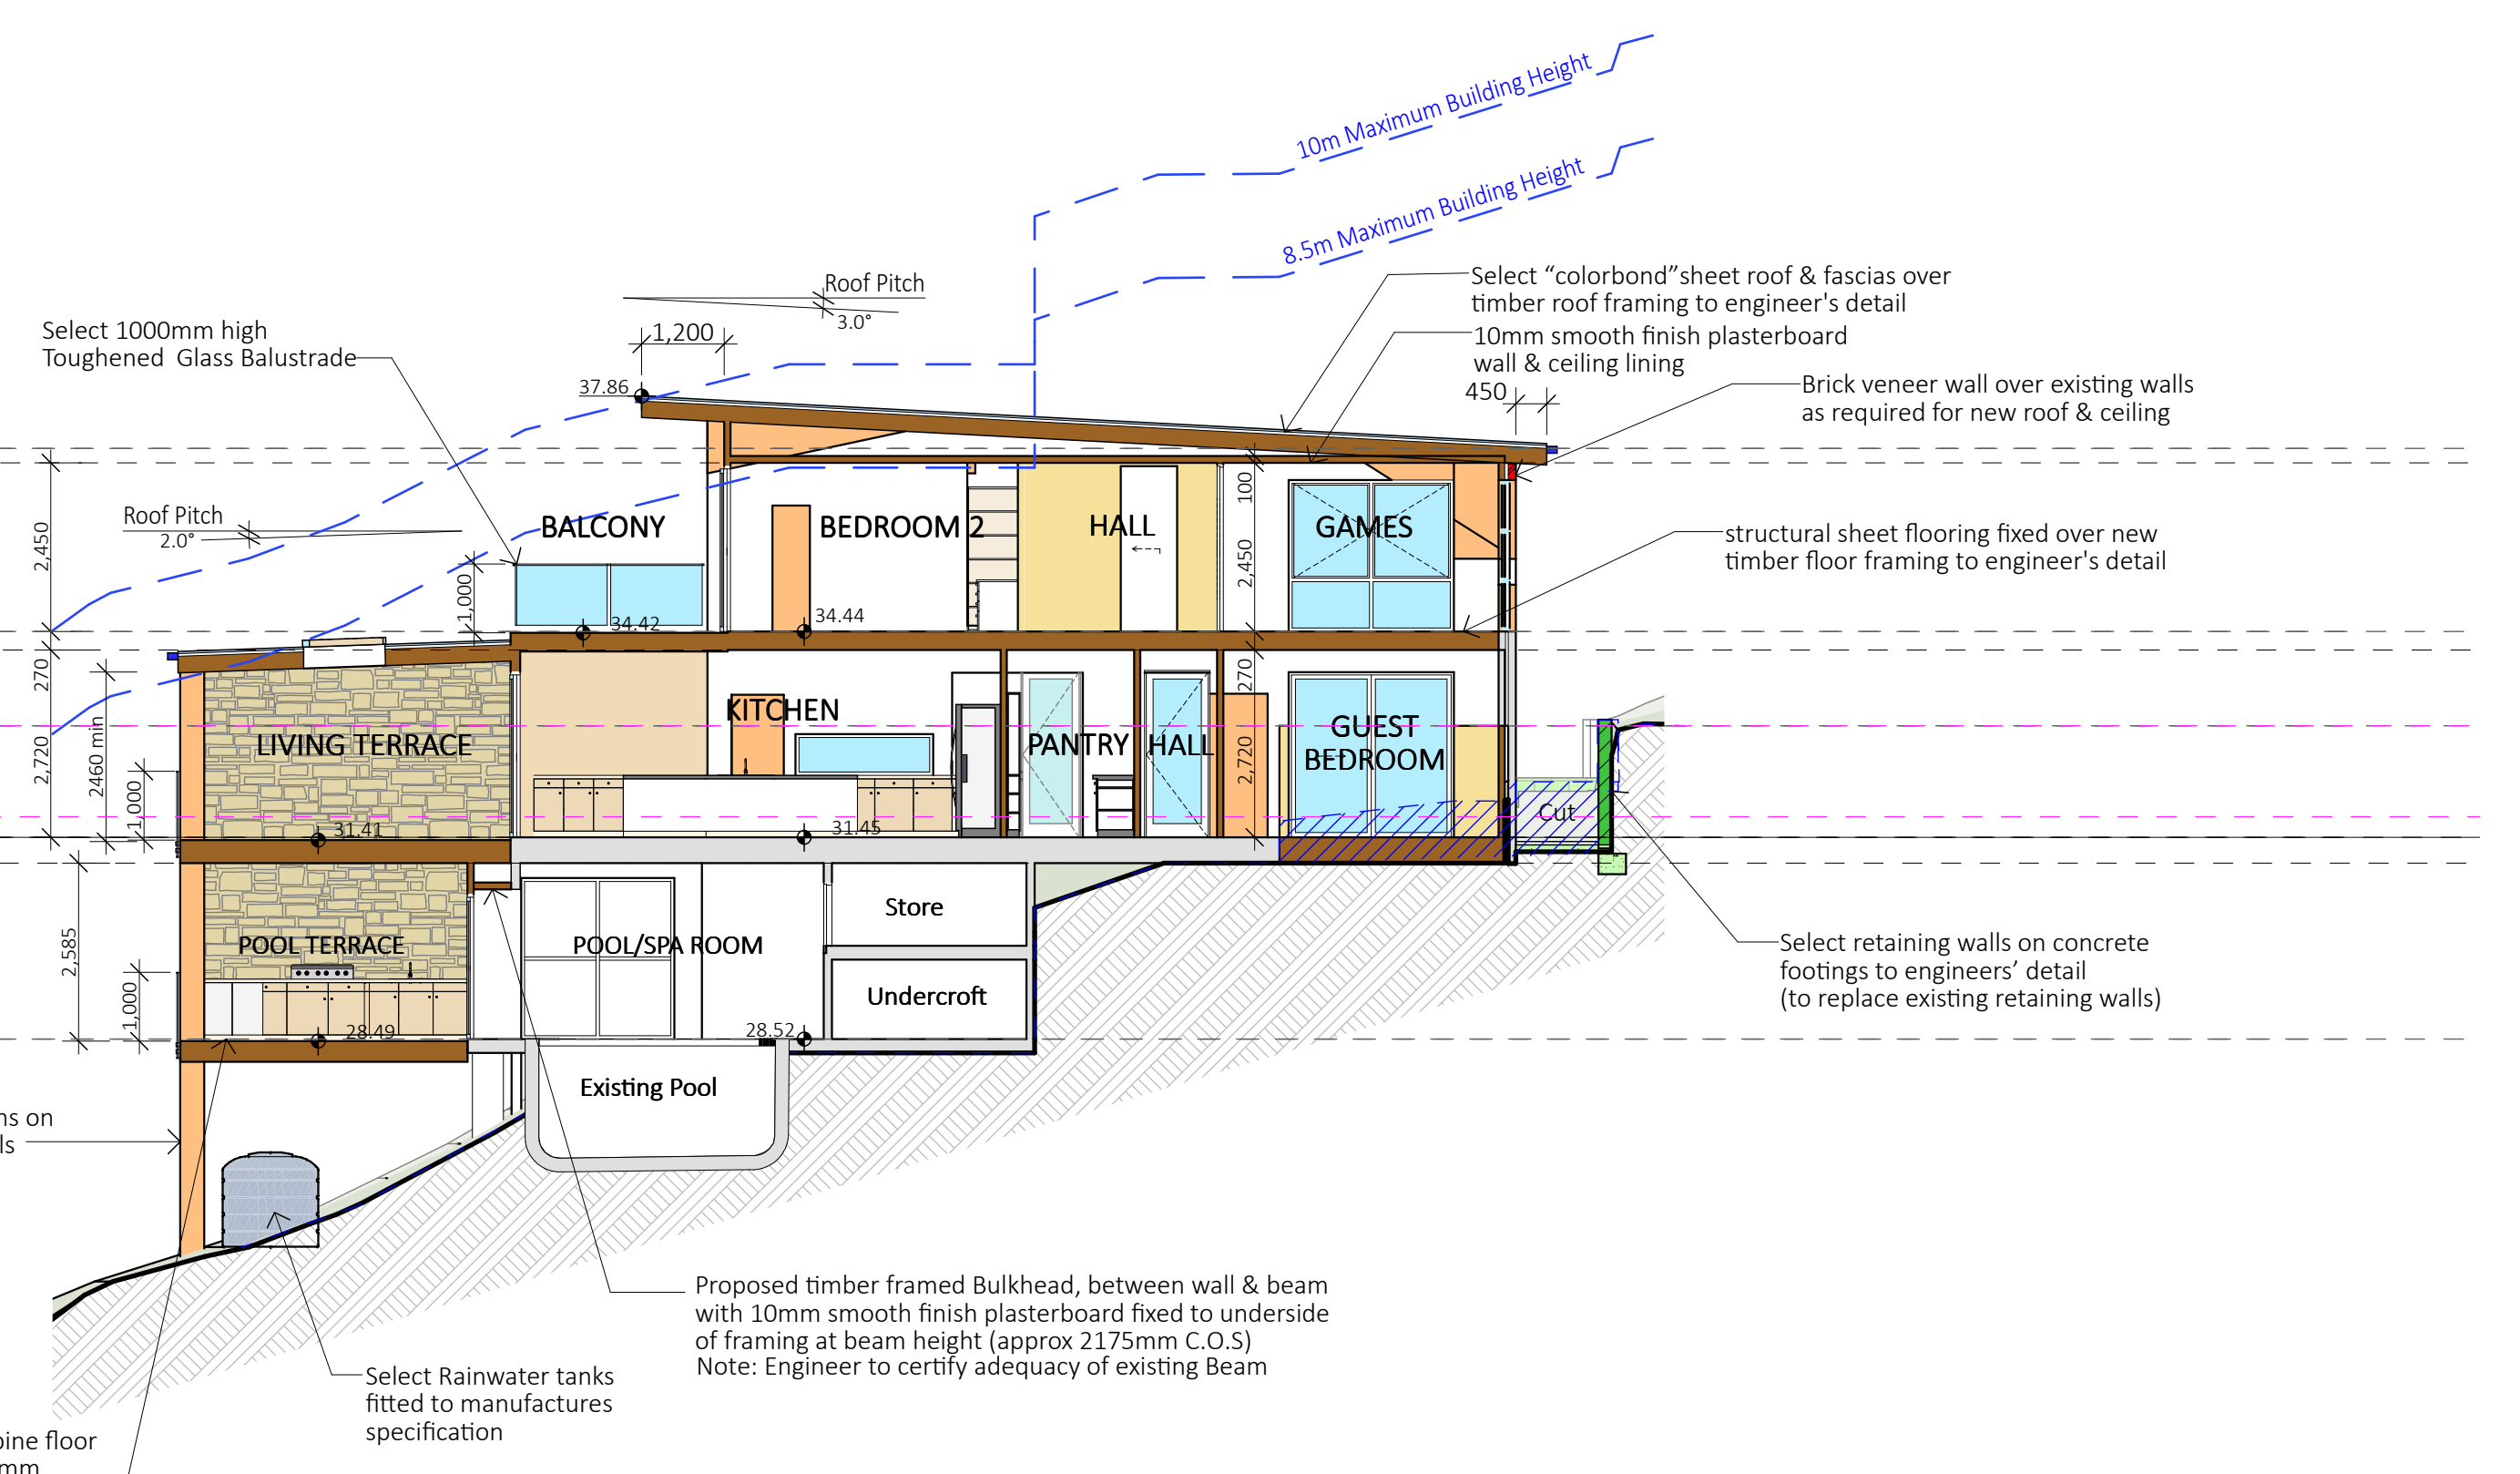 10m Maximum Building Height
8.5m Maximum Building Height
Roof Pitch
3.0°
Select “colorbond”sheet roof & fascias over
timber roof framing to engineer's detail
10mm smooth finish plasterboard
wall & ceiling lining
450
Brick veneer wall over existing walls
as required for new roof & ceiling
Select 1000mm high
Toughened Glass Balustrade
1,200
37.86
Roof Pitch
2.0°
2,450
BALCONY
BEDROOM 2
HALL
100
GAMES
structural sheet flooring fixed over new
timber floor framing to engineer's detail
1,000
2,450
34.42
34.44
270
270
2,720
2460 min
1,000
LIVING TERRACE
KITCHEN
PANTRY
HALL
2,720
GUEST
BEDROOM
Cut
31.41
31.45
2,585
1,000
POOL TERRACE
POOL/SPA ROOM
Store
Undercroft
28.49
28.52
Existing Pool
Select retaining walls on concrete
footings to engineers’ detail
(to replace existing retaining walls)
on
Proposed timber framed Bulkhead, between wall & beam
with 10mm smooth finish plasterboard fixed to underside
of framing at beam height (approx 2175mm C.O.S)
Note: Engineer to certify adequacy of existing Beam
Select Rainwater tanks
fitted to manufactures
specification
floor
mm